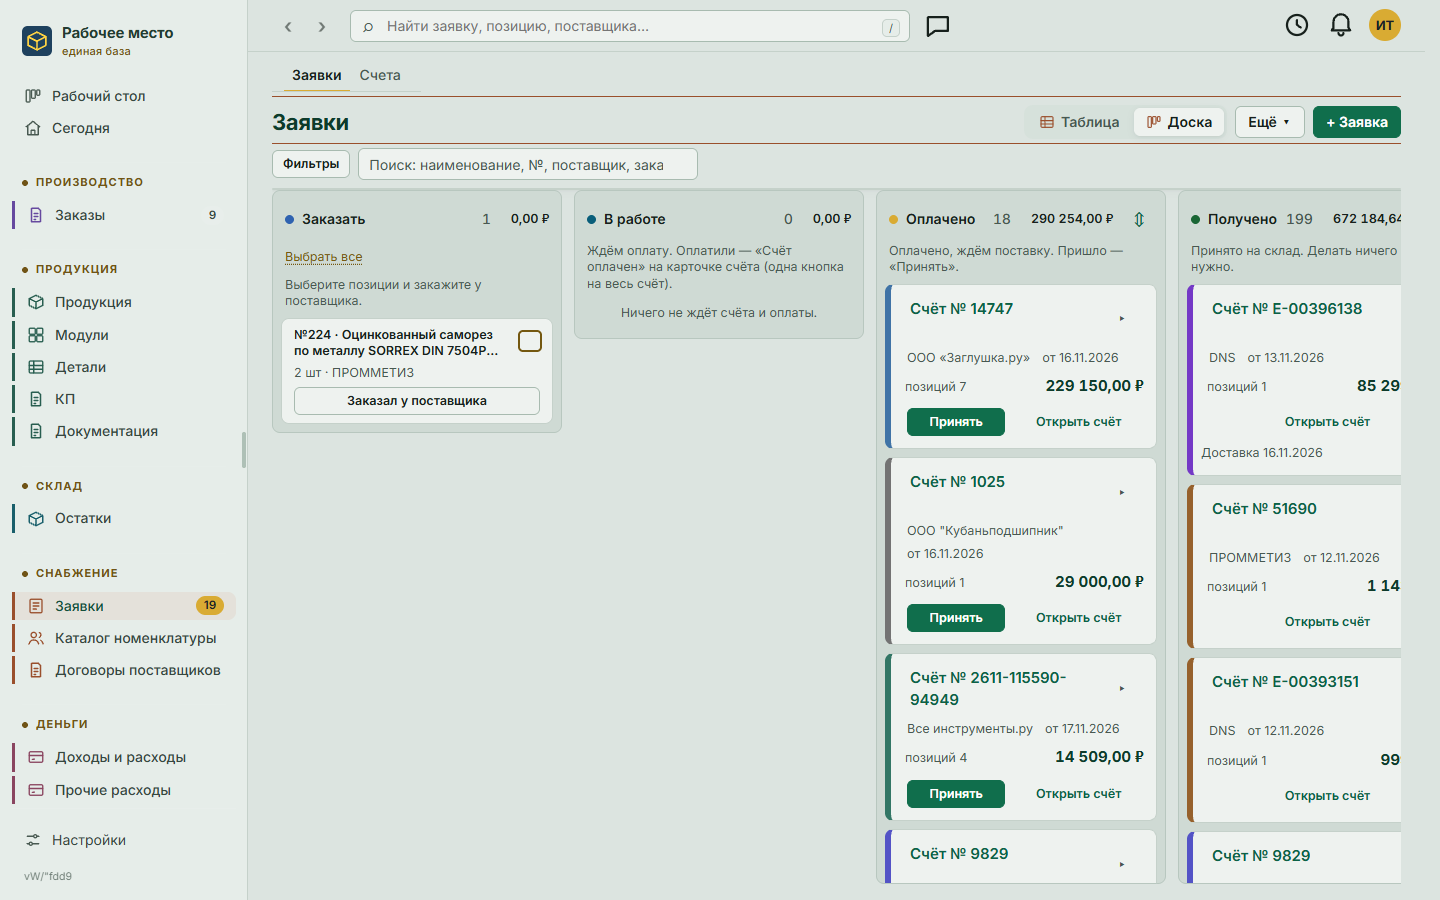 Рабочее место
единая база
Рабочий стол
Сегодня
ПРОИЗВОДСТВО
Заказы 9
ПРОДУКЦИЯ
Продукция
Модули
Детали
КП
Документация
СКЛАД
Остатки
СНАБЖЕНИЕ
Заявки 19
Каталог номенклатуры
Договоры поставщиков
ДЕНЬГИ
Доходы и расходы
Прочие расходы
Настройки
vW/"fdd9
Найти заявку, позицию, поставщика... /
ИТ
Заявки Счета
Заявки
Таблица Доска Ещё + Заявка
Фильтры Поиск: наименование, №, поставщик, зака
Заказать 1 0,00 ₽
Выбрать все
Выберите позиции и закажите у
поставщика.
№224 · Оцинкованный саморез
по металлу SORREX DIN 7504P...
2 шт · ПРОММЕТИЗ
Заказал у поставщика
В работе 0 0,00 ₽
Ждём оплату. Оплатили — «Счёт
оплачен» на карточке счёта (одна кнопка
на весь счёт).
Ничего не ждёт счёта и оплаты.
Оплачено 18 290 254,00 ₽
Оплачено, ждём поставку. Пришло —
«Принять».
Счёт № 14747
ООО «Заглушка.ру» от 16.11.2026
позиций 7 229 150,00 ₽
Принять Открыть счёт
Счёт № 1025
ООО "Кубаньподшипник"
от 16.11.2026
позиций 1 29 000,00 ₽
Принять Открыть счёт
Счёт № 2611-115590-
94949
Все инструменты.ру от 17.11.2026
позиций 4 14 509,00 ₽
Принять Открыть счёт
Счёт № 9829
Получено 199 672 184,64
Принято на склад. Делать ничего
нужно.
Счёт № Е-00396138
DNS от 13.11.2026
позиций 1 85 29
Открыть счёт
Доставка 16.11.2026
Счёт № 51690
ПРОММЕТИЗ от 12.11.2026
позиций 1 1 14
Открыть счёт
Счёт № Е-00393151
DNS от 12.11.2026
позиций 1 99
Открыть счёт
Счёт № 9829